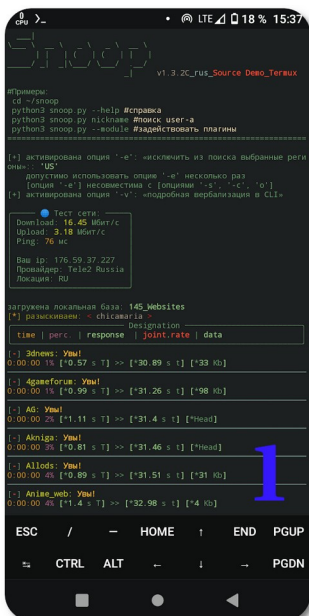 0
CPU >_ • LTE 18 % 15:37
v1.3.2C_rus_Source Demo_Termux
#Примеры:
cd ~/snoop
python3 snoop.py --help #справка
python3 snoop.py nickname #поиск user-a
python3 snoop.py --module #задействовать плагины
[+] активирована опция '-e': «исключить из поиска выбранные реги
оны»:: 'US'
допустимо использовать опцию '-e' несколько раз
[опция '-e'] несовместима с [опциями '-s', '-c', 'o']
[+] активирована опция '-v': «подробная вербализация в CLI»
Тест сети:
Download: 16.45 Мбит/с
Upload: 3.18 Мбит/с
Ping: 76 мс
Ваш ip: 176.59.37.227
Провайдер: Tele2 Russia
Локация: RU
загружена локальная база: 145_Websites
[*] разыскиваем: < chicamaria >
Designation
time | perc. | response | joint.rate | data
[-] 3dnews: Увы!
0:00:00 1% [*0.57 s T] >> [*30.89 s t] [*33 Kb]
[-] 4gameforum: Увы!
0:00:00 1% [*0.99 s T] >> [*31.26 s t] [*98 Kb]
[-] AG: Увы!
0:00:00 2% [*1.11 s T] >> [*31.4 s t] [*Head]
[-] Akniga: Увы!
0:00:00 3% [*0.81 s T] >> [*31.46 s t] [*Head]
[-] Allods: Увы!
0:00:00 4% [*0.89 s T] >> [*31.51 s t] [*31 Kb]
[-] Anime_web: Увы!
0:00:00 4% [*1.4 s T] >> [*32.98 s t] [*4 Kb]
1
ESC / — HOME ↑ END PGUP
⇆ CTRL ALT ← ↓ → PGDN